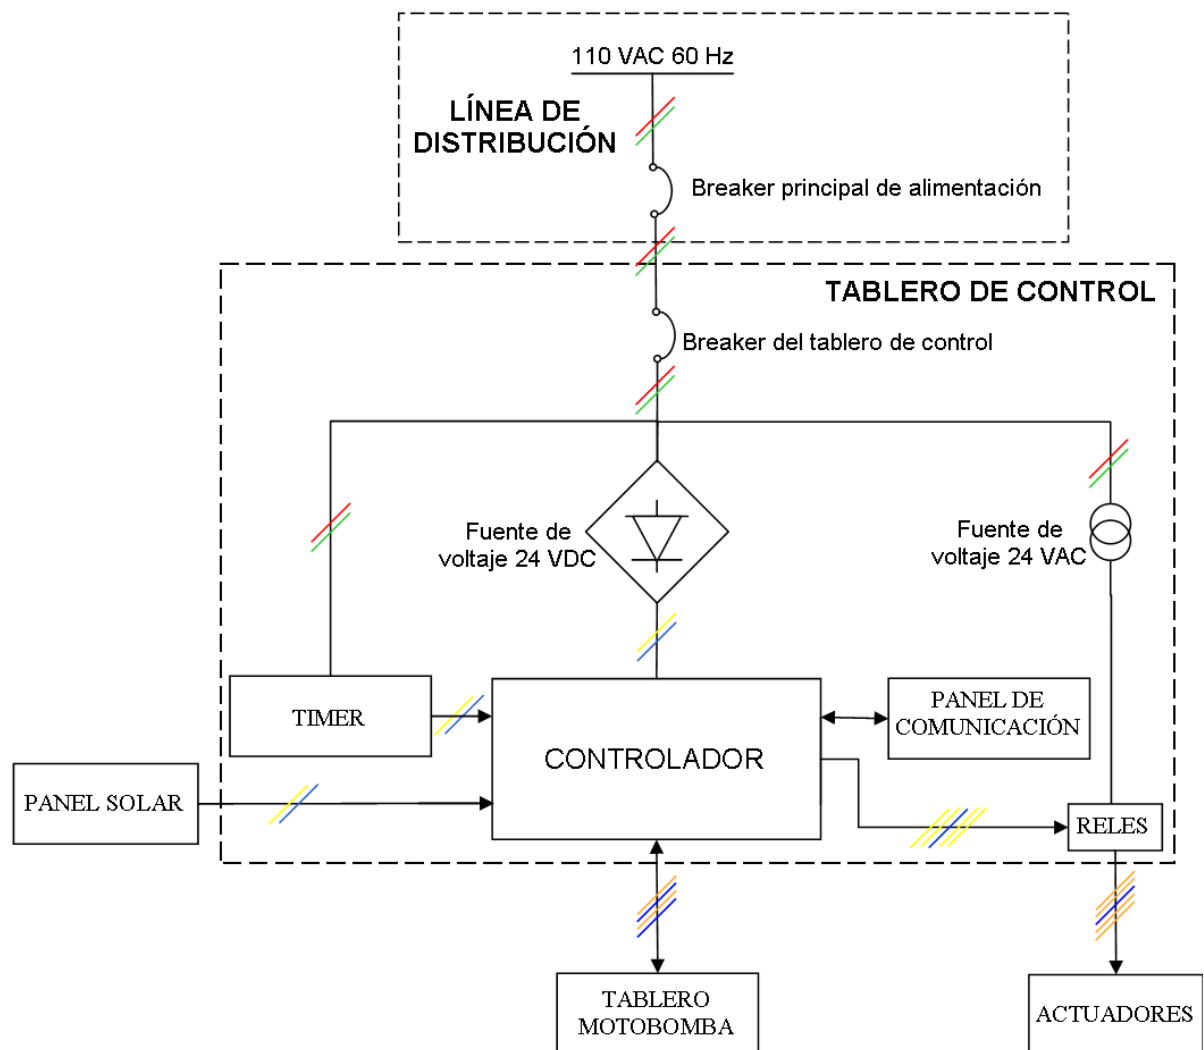 110 VAC 60 Hz
LÍNEA DE
DISTRIBUCIÓN
Breaker principal de alimentación
TABLERO DE CONTROL
Breaker del tablero de control
Fuente de
voltaje 24 VDC
Fuente de
voltaje 24 VAC
TIMER
PANEL DE
COMUNICACIÓN
CONTROLADOR
PANEL SOLAR
RELES
TABLERO
MOTOBOMBA
ACTUADORES